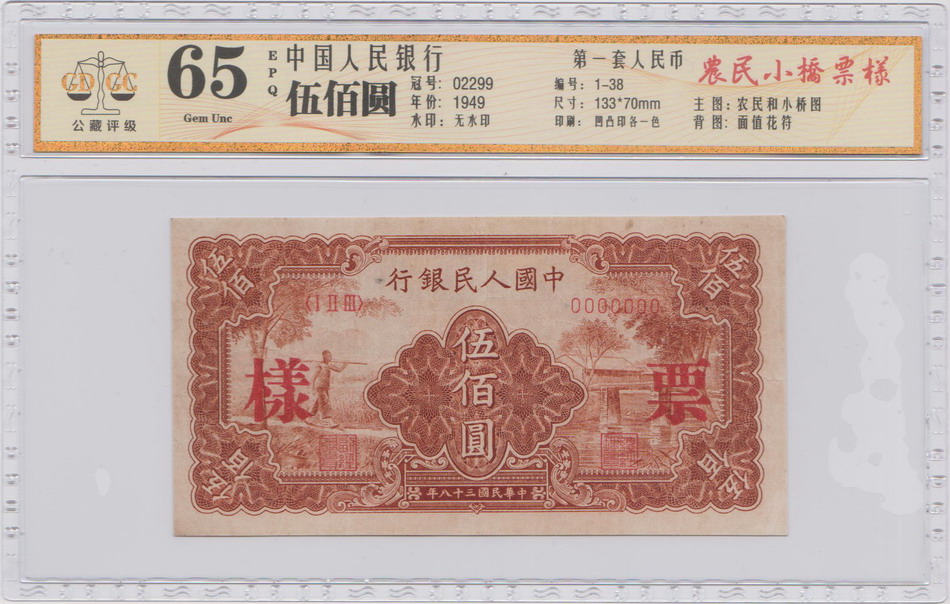 GDGC
公藏评级
65
Gem Unc
EPQ
中国人民银行
伍佰圆
冠号: 02299
年份: 1949
水印: 无水印
第一套人民币
编号: 1-38
尺寸: 133*70mm
印刷: 凹凸印各一色
農民小橋票樣
主图: 农民和小桥图
背图: 面值花符
伍佰
伍佰
行銀民人國中
〈I II III〉
0000000
伍佰圓
樣
票
伍佰
伍佰
年八十三國民華中